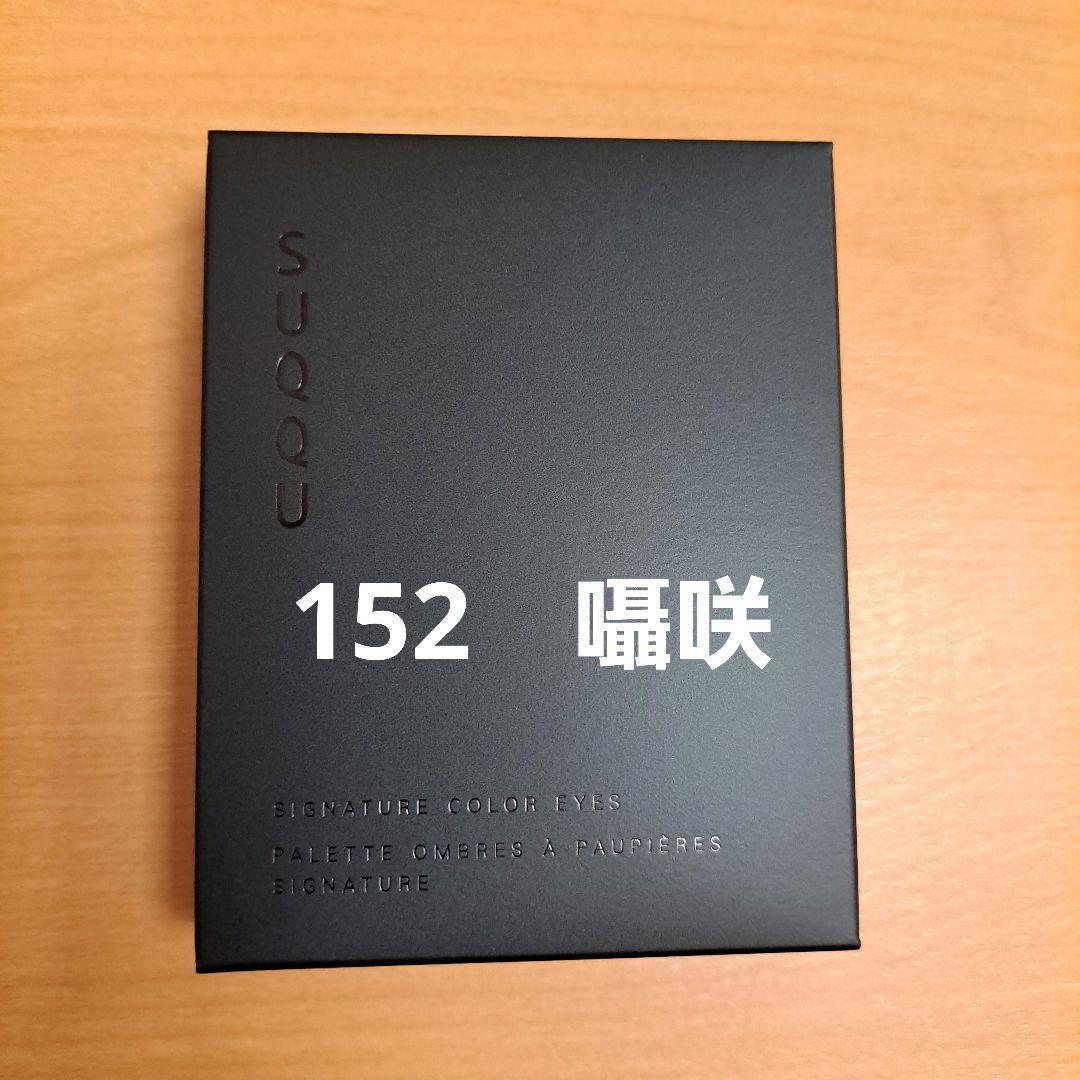 SUQQU
152 囁咲
SIGNATURE COLOR EYES
PALETTE OMBRES À PAUPIÈRES
SIGNATURE